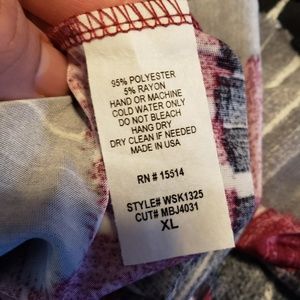 95% POLYESTER
5% RAYON
HAND OR MACHINE
COLD WATER ONLY
DO NOT BLEACH
HANG DRY
DRY CLEAN IF NEEDED
MADE IN USA
RN # 15514
STYLE# WSK1325
CUT# MBJ4031
XL